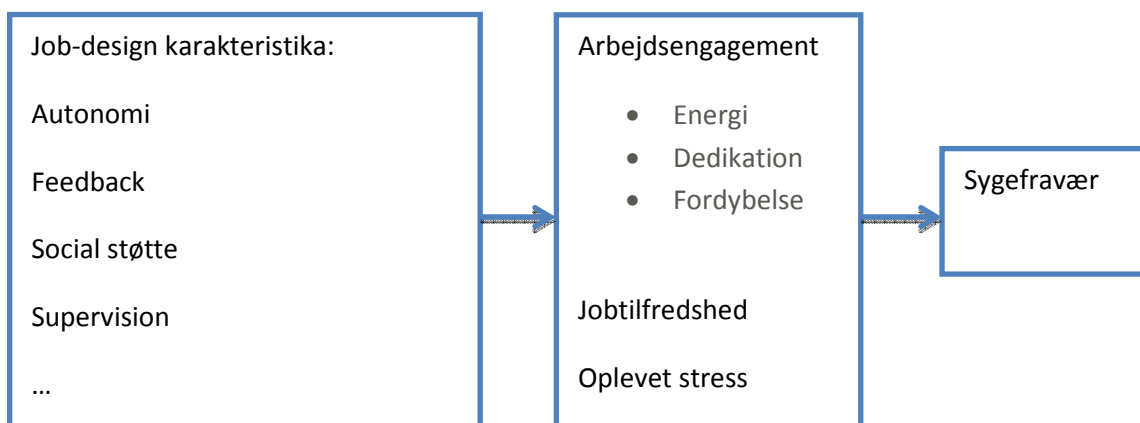 Job-design karakteristika:
Autonomi
Feedback
Social støtte
Supervision
…
Arbejdsengagement
• Energi
• Dedikation
• Fordybelse
Jobtilfredshed
Oplevet stress
Sygefravær